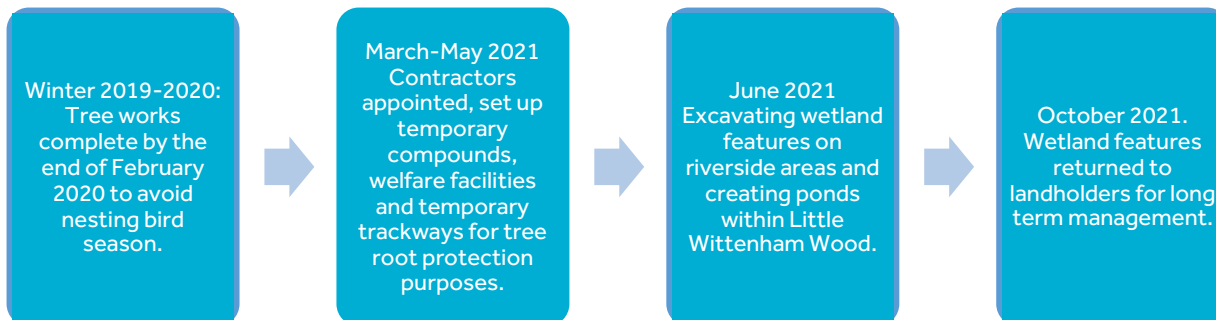 Winter 2019-2020:
Tree works
complete by the
end of February
2020 to avoid
nesting bird
season.
March-May 2021
Contractors
appointed, set up
temporary
compounds,
welfare facilities
and temporary
trackways for tree
root protection
purposes.
June 2021
Excavating wetland
features on
riverside areas and
creating ponds
within Little
Wittenham Wood.
October 2021.
Wetland features
returned to
landholders for long
term management.